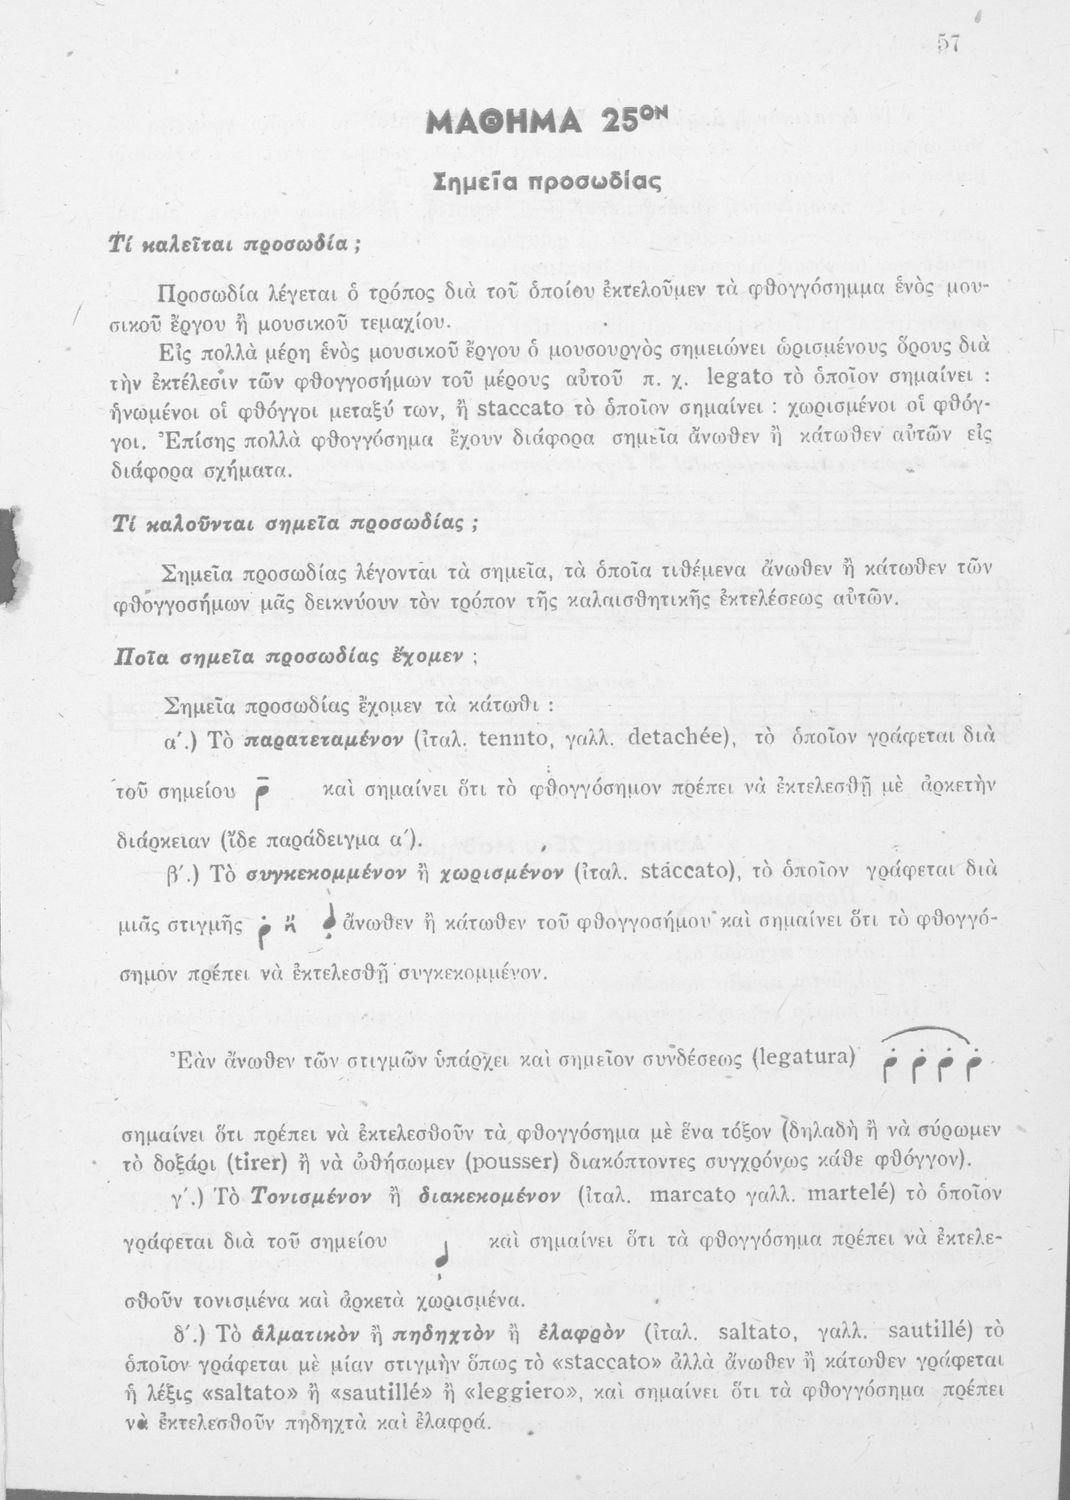 57
ΜΑΘΗΜΑ 25ΟΝ
Σημεῖα προσωδίας
Τί καλεῖται προσωδία ;
Προσωδία λέγεται ὁ τρόπος διὰ τοῦ ὁποίου ἐκτελοῦμεν τὰ φθογγόσημμα ἑνὸς μου-
σικοῦ ἔργου ἢ μουσικοῦ τεμαχίου.
Εἰς πολλὰ μέρη ἑνὸς μουσικοῦ ἔργου ὁ μουσουργὸς σημειώνει ὡρισμένους ὅρους διὰ
τὴν ἐκτέλεσιν τῶν φθογγοσήμων τοῦ μέρους αὐτοῦ π. χ. legato τὸ ὁποῖον σημαίνει :
ἡνωμένοι οἱ φθόγγοι μεταξύ των, ἢ staccato τὸ ὁποῖον σημαίνει : χωρισμένοι οἱ φθόγ-
γοι. Ἐπίσης πολλὰ φθογγόσημα ἔχουν διάφορα σημεῖα ἄνωθεν ἢ κάτωθεν αὐτῶν εἰς
διάφορα σχήματα.
Τί καλοῦνται σημεῖα προσωδίας ;
Σημεῖα προσωδίας λέγονται τὰ σημεῖα, τὰ ὁποῖα τιθέμενα ἄνωθεν ἢ κάτωθεν τῶν
φθογγοσήμων μᾶς δεικνύουν τὸν τρόπον τῆς καλαισθητικῆς ἐκτελέσεως αὐτῶν.
Ποῖα σημεῖα προσωδίας ἔχομεν ;
Σημεῖα προσωδίας ἔχομεν τὰ κάτωθι :
α΄.) Τὸ παρατεταμένον (ἰταλ. tennto, γαλλ. detachée), τὸ ὁποῖον γράφεται διὰ
τοῦ σημείου καὶ σημαίνει ὅτι τὸ φθογγόσημον πρέπει νὰ ἐκτελεσθῇ μὲ ἀρκετὴν
διάρκειαν (ἴδε παράδειγμα α΄).
β΄.) Τὸ συγκεκομμένον ἢ χωρισμένον (ἰταλ. staccato), τὸ ὁποῖον γράφεται διὰ
μιᾶς στιγμῆς ἢ ἄνωθεν ἢ κάτωθεν τοῦ φθογγοσήμου καὶ σημαίνει ὅτι τὸ φθογγό-
σημον πρέπει νὰ ἐκτελεσθῇ συγκεκομμένον.
Ἐὰν ἄνωθεν τῶν στιγμῶν ὑπάρχει καὶ σημεῖον συνδέσεως (legatura)
σημαίνει ὅτι πρέπει νὰ ἐκτελεσθοῦν τὰ φθογγόσημα μὲ ἕνα τόξον (δηλαδὴ ἢ νὰ σύρωμεν
τὸ δοξάρι (tirer) ἢ νὰ ὠθήσωμεν (pousser) διακόπτοντες συγχρόνως κάθε φθόγγον).
γ΄.) Τὸ Τονισμένον ἢ διακεκομένον (ἰταλ. marcato γαλλ. martelé) τὸ ὁποῖον
γράφεται διὰ τοῦ σημείου καὶ σημαίνει ὅτι τὰ φθογγόσημα πρέπει νὰ ἐκτελε-
σθοῦν τονισμένα καὶ ἀρκετὰ χωρισμένα.
δ΄.) Τὸ ἁλματικὸν ἢ πηδηχτὸν ἢ ἐλαφρὸν (ἰταλ. saltato, γαλλ. sautillé) τὸ
ὁποῖον γράφεται μὲ μίαν στιγμὴν ὅπως τὸ «staccato» ἀλλὰ ἄνωθεν ἢ κάτωθεν γράφεται
ἡ λέξις «saltato» ἢ «sautillé» ἢ «leggiero», καὶ σημαίνει ὅτι τὰ φθογγόσημα πρέπει
νὰ ἐκτελεσθοῦν πηδηχτὰ καὶ ἐλαφρά.